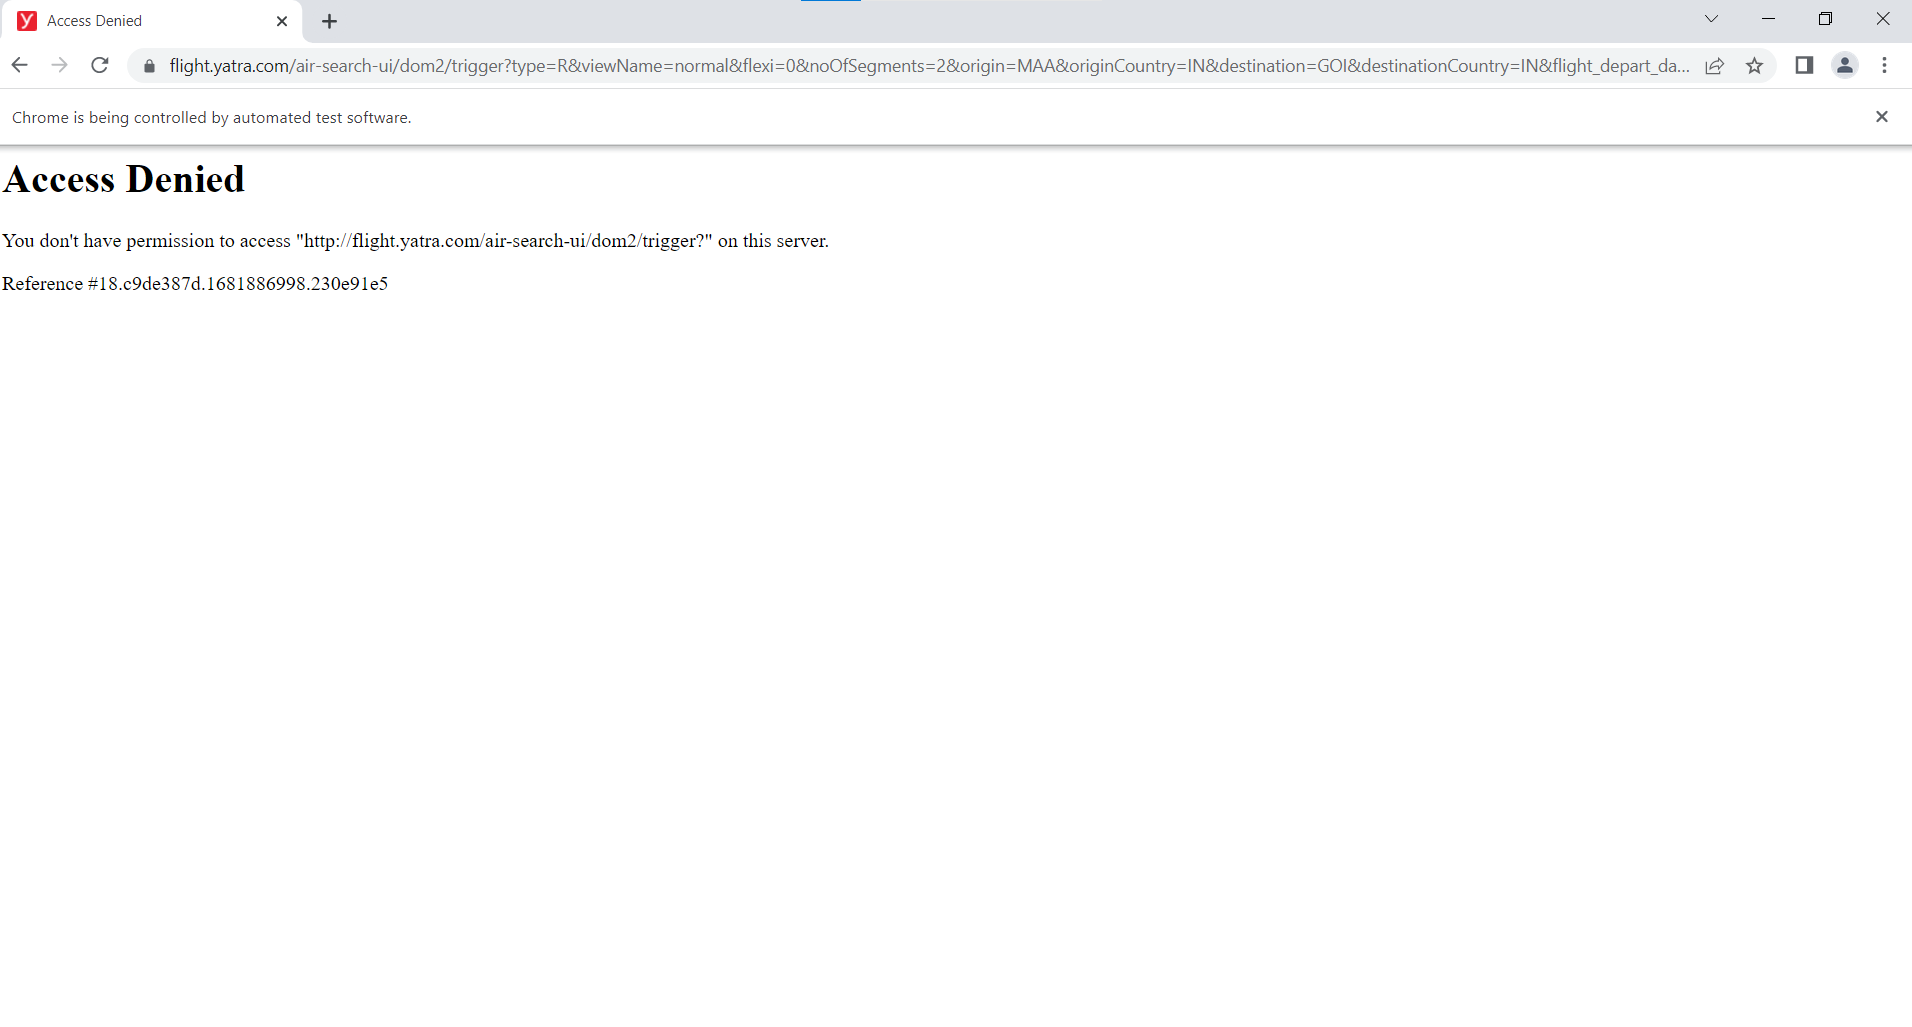 Access Denied
flight.yatra.com/air-search-ui/dom2/trigger?type=R&viewName=normal&flexi=0&noOfSegments=2&origin=MAA&originCountry=IN&destination=GOI&destinationCountry=IN&flight_depart_da...
Chrome is being controlled by automated test software.
Access Denied
You don't have permission to access "http://flight.yatra.com/air-search-ui/dom2/trigger?" on this server.
Reference #18.c9de387d.1681886998.230e91e5